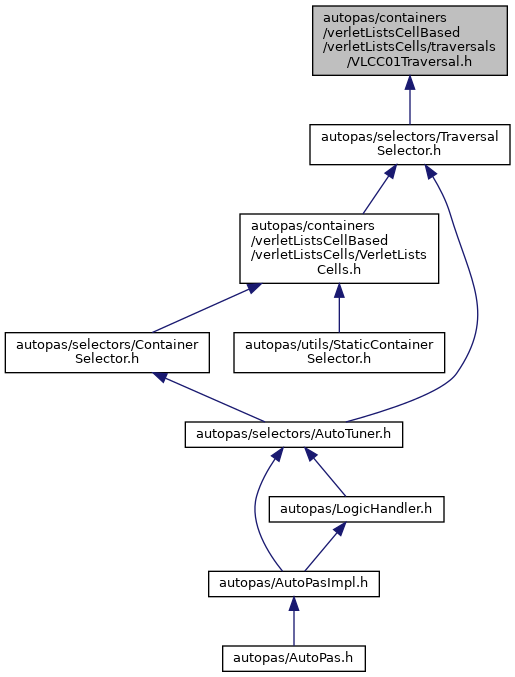 autopas/containers
/verletListsCellBased
/verletListsCells/traversals
/VLCC01Traversal.h
autopas/selectors/Traversal
Selector.h
autopas/containers
/verletListsCellBased
/verletListsCells/VerletLists
Cells.h
autopas/selectors/Container
Selector.h
autopas/utils/StaticContainer
Selector.h
autopas/selectors/AutoTuner.h
autopas/LogicHandler.h
autopas/AutoPasImpl.h
autopas/AutoPas.h